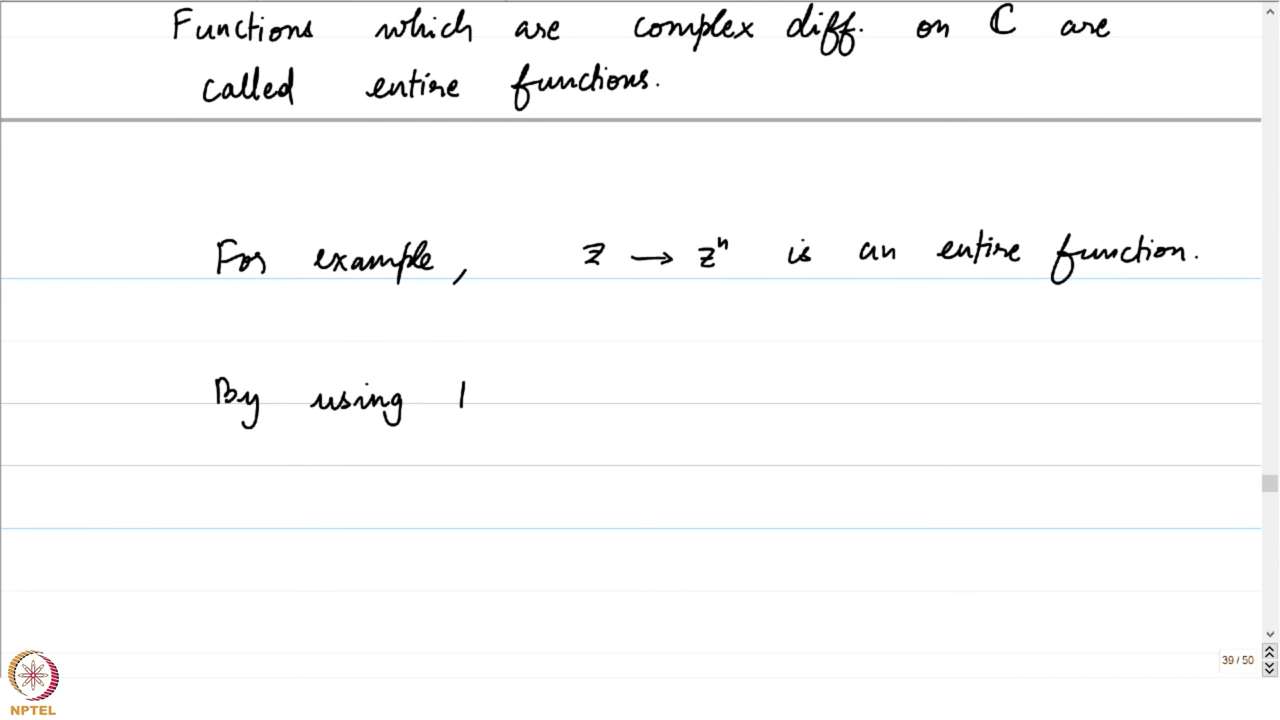 Functions which are complex diff. on ℂ are
called entire functions.
For example, z → zⁿ is an entire function.
By using
39 / 50
NPTEL